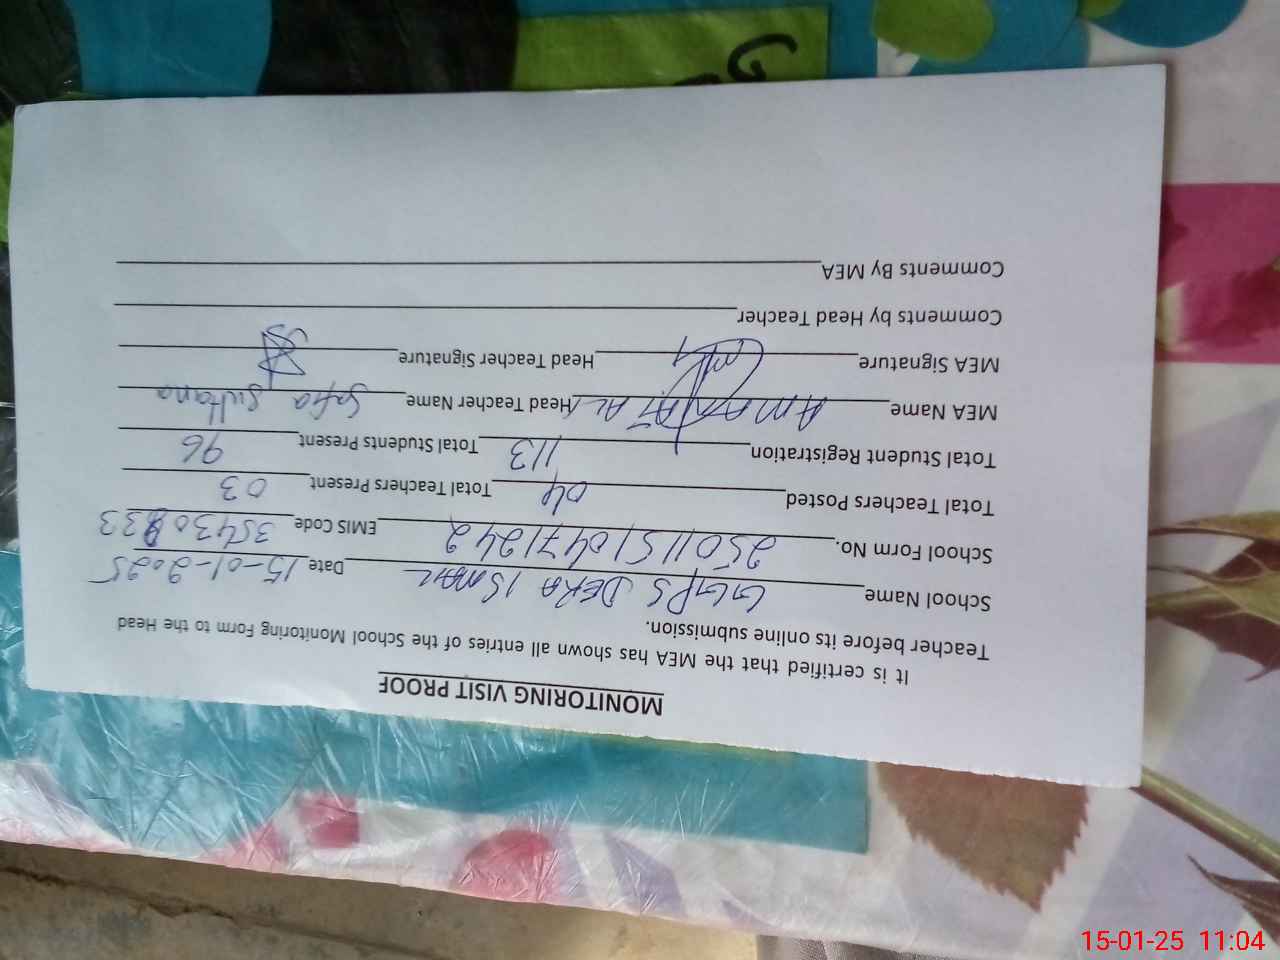 MONITORING VISIT PROOF
It is certified that the MEA has shown all entries of the School Monitoring Form to the Head
Teacher before its online submission.
School Name GGPS DERA ISMAIL Date 15-01-2025
School Form No. 25011510471242 EMIS Code
Total Teachers Posted 04 Total Teachers Present 03
Total Student Registration 113 Total Students Present 96
MEA Name Head Teacher Name Safia Sultana
MEA Signature Head Teacher Signature
Comments by Head Teacher
Comments By MEA
15-01-25 11:04